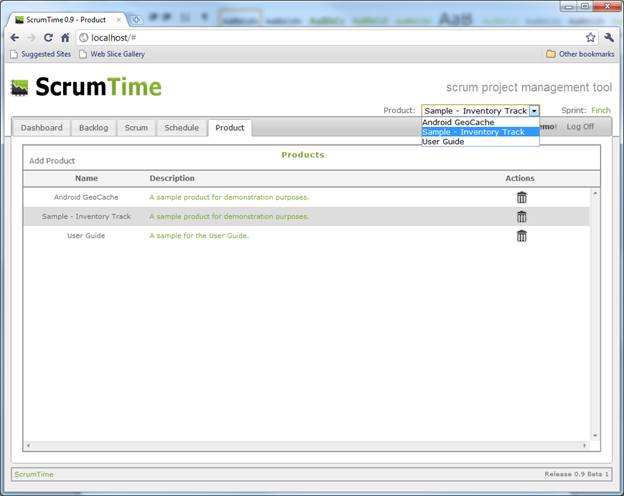 ScrumTime 0.9 - Product
localhost/#
Suggested Sites Web Slice Gallery Other bookmarks
ScrumTime
scrum project management tool
Product: Sample - Inventory Track Sprint: Finch
Android GeoCache
Sample - Inventory Track
User Guide
Dashboard Backlog Scrum Schedule Product Log Off
Products
Add Product
Name Description Actions
Android GeoCache A sample product for demonstration purposes.
Sample - Inventory Track A sample product for demonstration purposes.
User Guide A sample for the User Guide.
ScrumTime Release 0.9 Beta 1